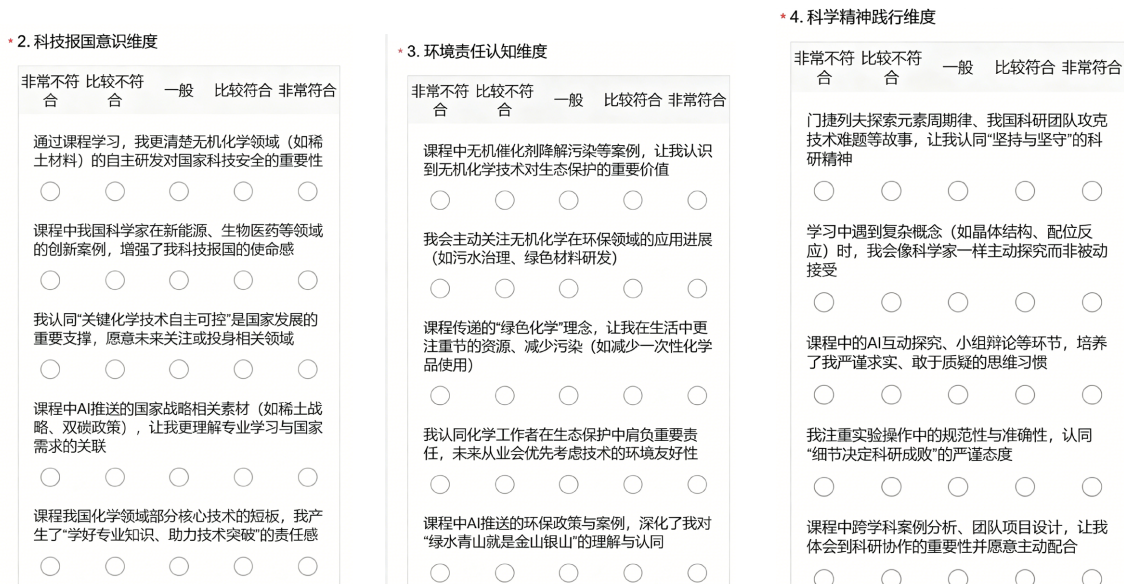 *2. 科技报国意识维度
非常不符合 比较不符合 一般 比较符合 非常符合
通过课程学习，我更清楚无机化学领域（如稀
土材料）的自主研发对国家科技安全的重要性
课程中我国科学家在新能源、生物医药等领域
的创新案例，增强了我科技报国的使命感
我认同“关键化学技术自主可控”是国家发展的
重要支撑，愿意未来关注或投身相关领域
课程中AI推送的国家战略相关素材（如稀土战
略、双碳政策），让我更理解专业学习与国家
需求的关联
课程我国化学领域部分核心技术的短板，我产
生了“学好专业知识、助力技术突破”的责任感
*3. 环境责任认知维度
非常不符合 比较不符合 一般 比较符合 非常符合
课程中无机催化剂降解污染等案例，让我认识
到无机化学技术对生态保护的重要价值
我会主动关注无机化学在环保领域的应用进展
（如污水治理、绿色材料研发）
课程传递的“绿色化学”理念，让我在生活中更
注重节的资源、减少污染（如减少一次性化学
品使用）
我认同化学工作者在生态保护中肩负重要责
任，未来从业会优先考虑技术的环境友好性
课程中AI推送的环保政策与案例，深化了我对
“绿水青山就是金山银山”的理解与认同
*4. 科学精神践行维度
非常不符合 比较不符合 一般 比较符合 非常符合
门捷列夫探索元素周期律、我国科研团队攻克
技术难题等故事，让我认同“坚持与坚守”的科
研精神
学习中遇到复杂概念（如晶体结构、配位反
应）时，我会像科学家一样主动探究而非被动
接受
课程中的AI互动探究、小组辩论等环节，培养
了我严谨求实、敢于质疑的思维习惯
我注重实验操作中的规范性与准确性，认同
“细节决定科研成败”的严谨态度
课程中跨学科案例分析、团队项目设计，让我
体会到科研协作的重要性并愿意主动配合